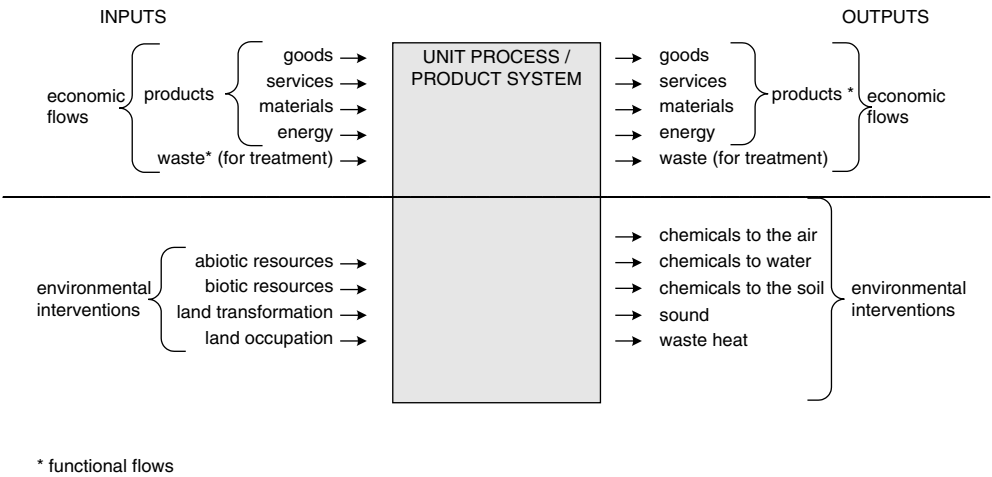 INPUTS
OUTPUTS
UNIT PROCESS /
PRODUCT SYSTEM
economic
flows
products
goods
services
materials
energy
waste* (for treatment)
goods
services
materials
energy
waste (for treatment)
products *
economic
flows
environmental
interventions
abiotic resources
biotic resources
land transformation
land occupation
chemicals to the air
chemicals to water
chemicals to the soil
sound
waste heat
environmental
interventions
* functional flows